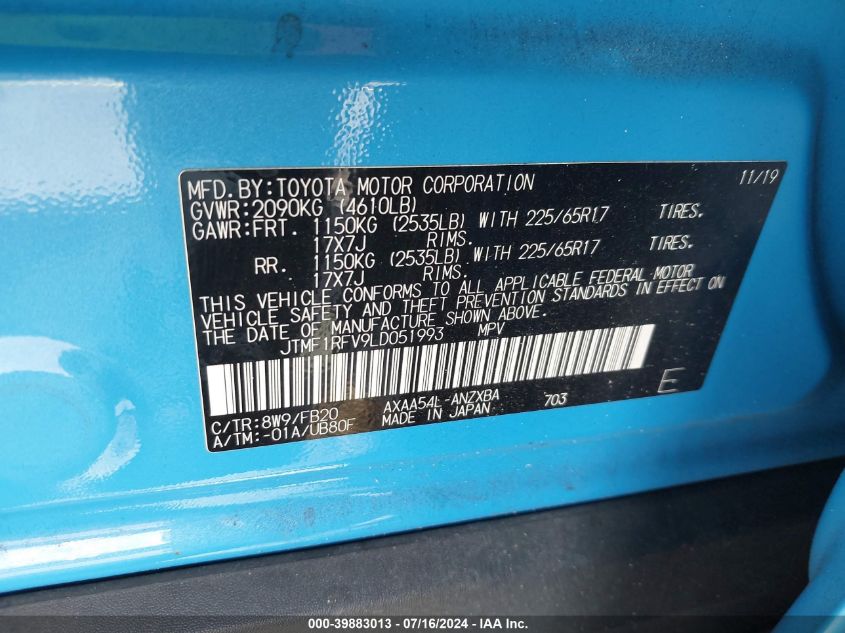 MFD.BY:TOYOTA MOTOR CORPORATION 11/19
GVWR:2090KG (4610LB)
GAWR:FRT. 1150KG (2535LB) WITH 225/65R17 TIRES.
17X7J RIMS.
RR. 1150KG (2535LB) WITH 225/65R17 TIRES.
17X7J RIMS.
THIS VEHICLE CONFORMS TO ALL APPLICABLE FEDERAL MOTOR
VEHICLE SAFETY AND THEFT PREVENTION STANDARDS IN EFFECT ON
THE DATE OF MANUFACTURE SHOWN ABOVE.
JTMF1RFV9LD051993 MPV
C/TR:8W9/FB20 AXAA54L-ANZXBA 703 E
A/TM:-01A/UB80F MADE IN JAPAN
000-39883013 - 07/16/2024 - IAA Inc.